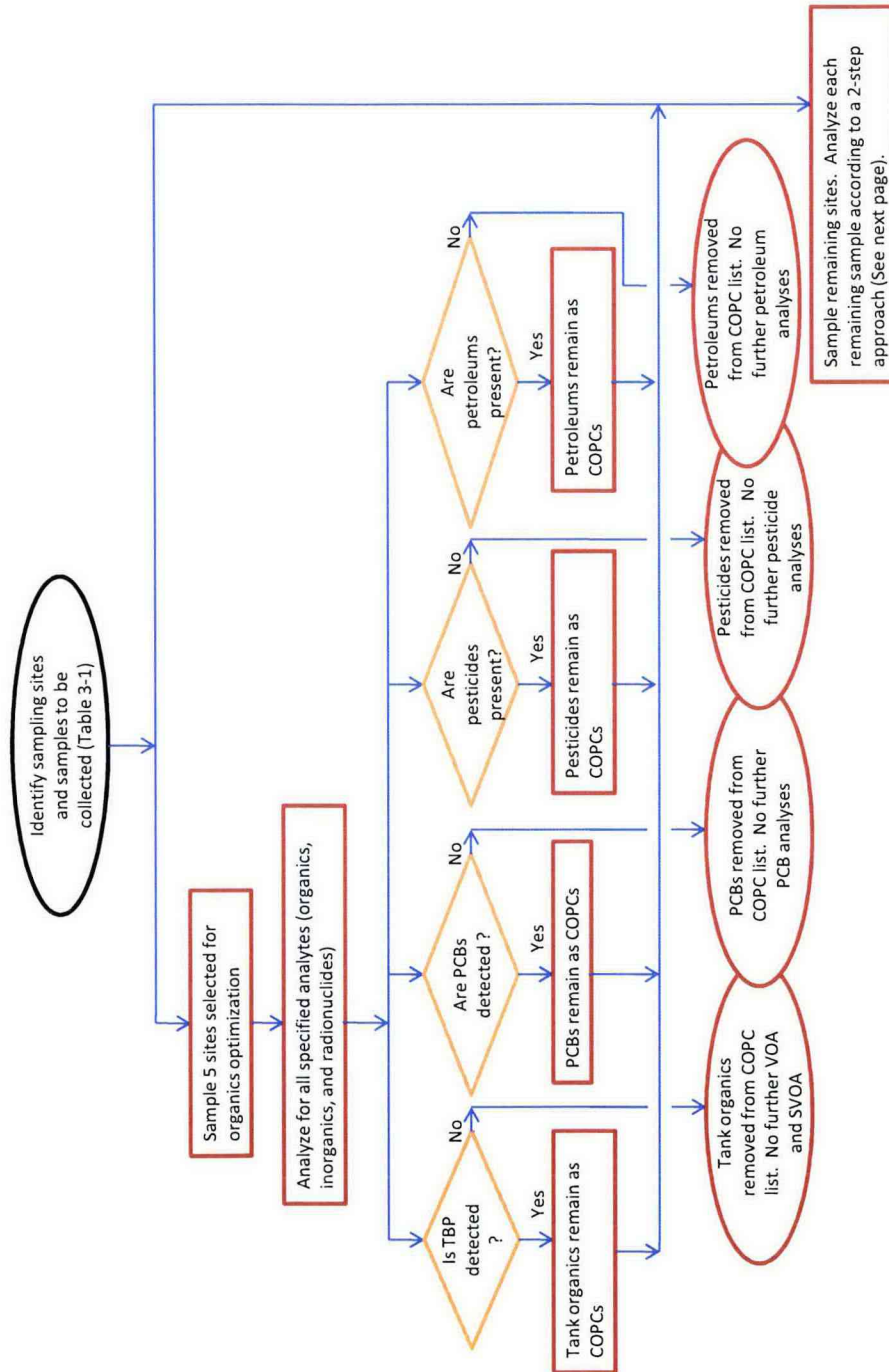 Identify sampling sites
and samples to be
collected (Table 3-1)
Sample 5 sites selected for
organics optimization
Analyze for all specified analytes (organics,
inorganics, and radionuclides)
Is TBP
detected
?
No
Yes
Tank organics remain as
COPCs
Tank organics
removed from COPC
list. No further VOA
and SVOA
Are PCBs
detected ?
No
Yes
PCBs remain as COPCs
PCBs removed from
COPC list. No further
PCB analyses
Are
pesticides
present?
No
Yes
Pesticides remain as
COPCs
Pesticides removed
from COPC list. No
further pesticide
analyses
Are
petroleums
present?
No
Yes
Petroleums remain as
COPCs
Petroleums removed
from COPC list. No
further petroleum
analyses
Sample remaining sites. Analyze each
remaining sample according to a 2-step
approach (See next page).